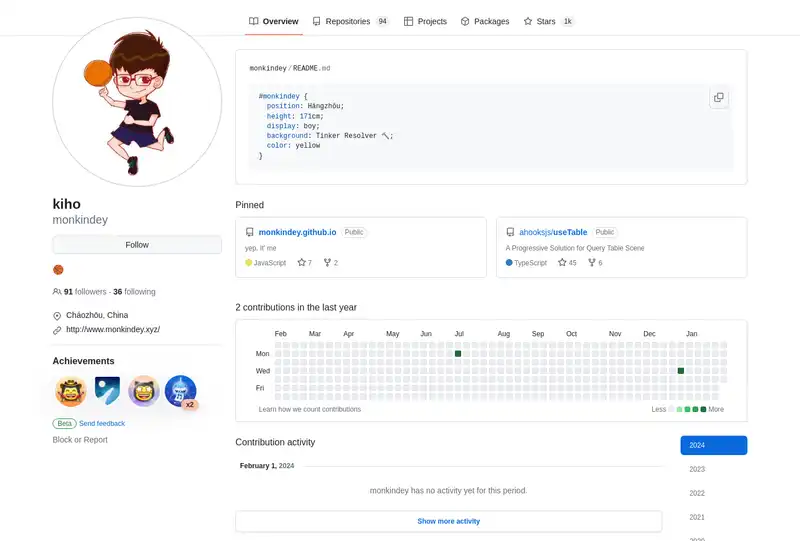 Overview
Repositories 94
Projects
Packages
Stars 1k
monkindey/README.md
#monkindey {
position: Hángzhōu;
height: 171cm;
display: boy;
background: Tinker Resolver 🔨;
color: yellow
}
kiho
monkindey
Follow
91 followers · 36 following
Cháozhōu, China
http://www.monkindey.xyz/
Achievements
x2
Beta Send feedback
Block or Report
Pinned
monkindey.github.io Public
yep, it' me
JavaScript 7 2
ahooksjs/useTable Public
A Progressive Solution for Query Table Scene
TypeScript 45 6
2 contributions in the last year
Feb Mar Apr May Jun Jul Aug Sep Oct Nov Dec Jan
Mon
Wed
Fri
Learn how we count contributions
Less More
Contribution activity
February 1, 2024
monkindey has no activity yet for this period.
Show more activity
2024
2023
2022
2021